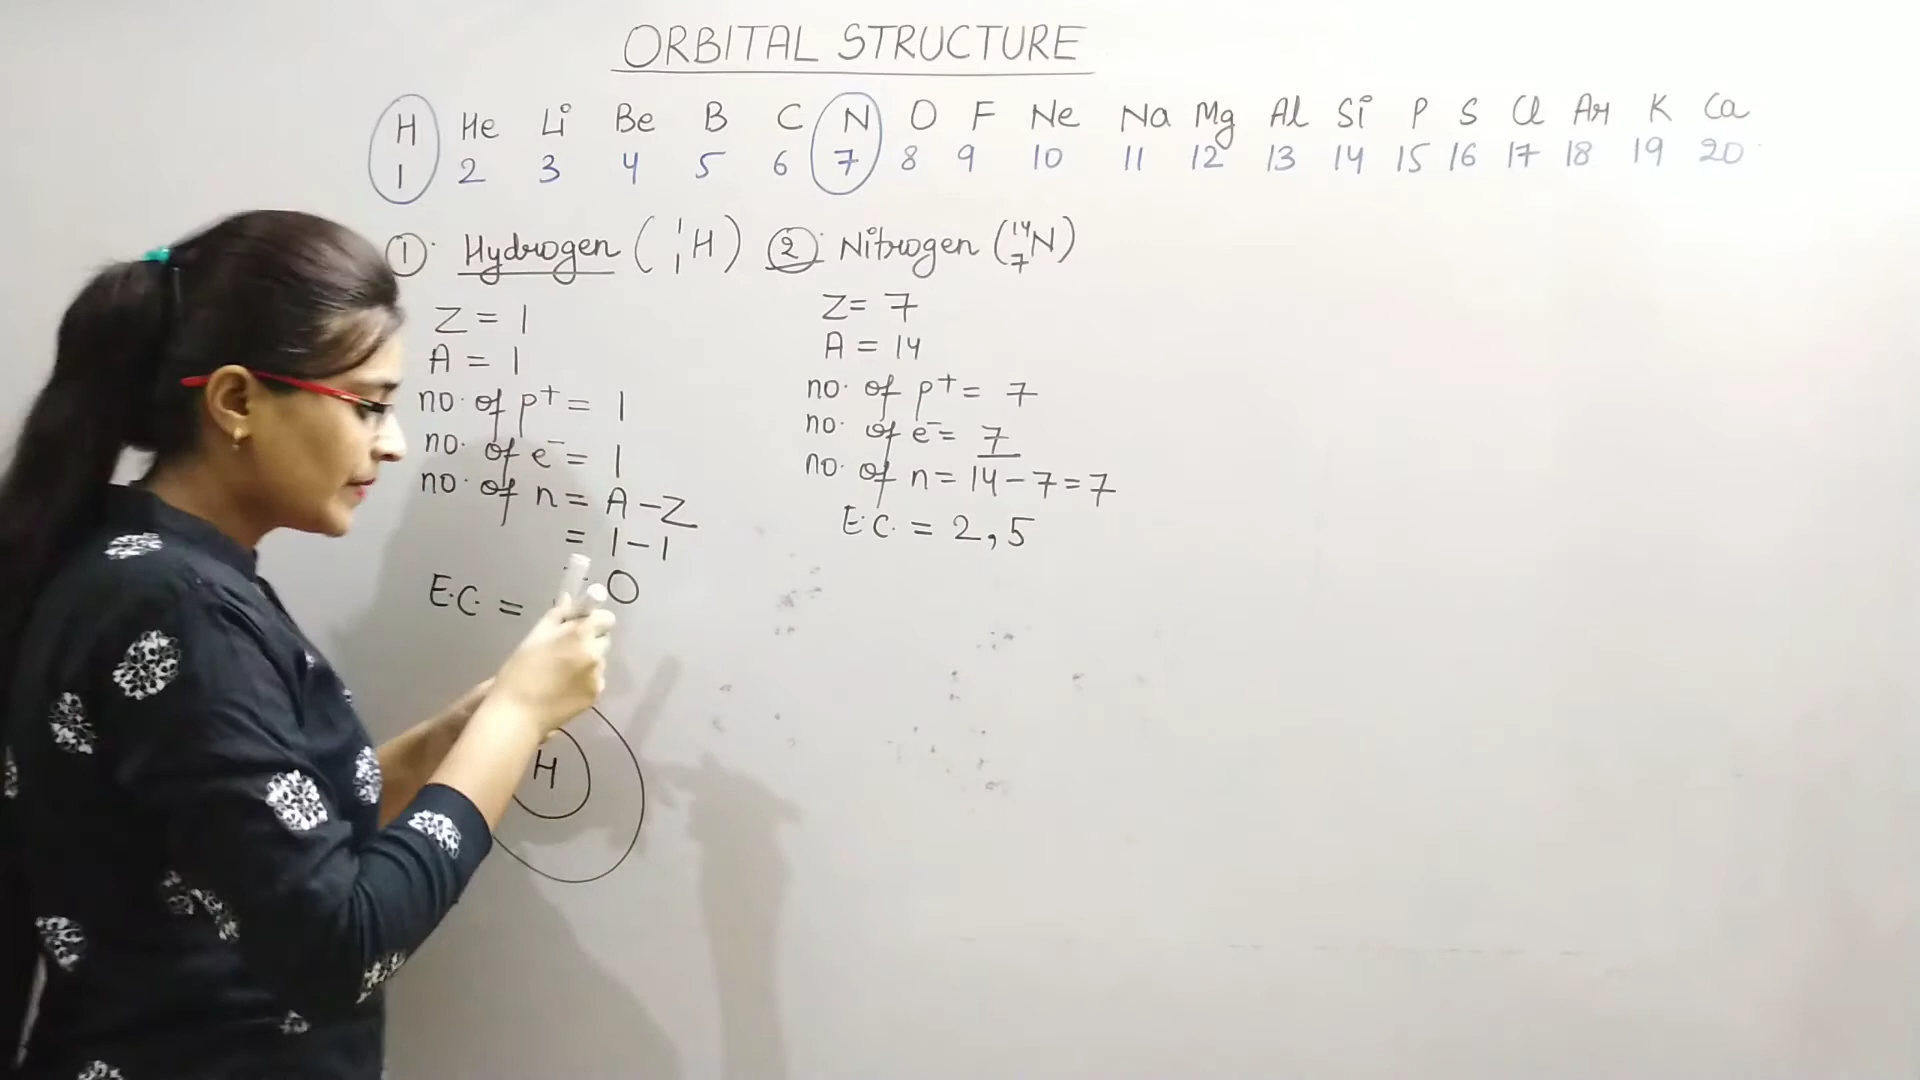 ORBITAL STRUCTURE
H He Li Be B C N O F Ne Na Mg Al Si P S Cl Ar K Ca
1 2 3 4 5 6 7 8 9 10 11 12 13 14 15 16 17 18 19 20
① Hydrogen (¹₁H)
Z = 1
A = 1
no. of p⁺ = 1
no. of e⁻ = 1
no. of n = A - Z
= 1 - 1
0
E.C. =
H
② Nitrogen (¹⁴₇N)
Z = 7
A = 14
no. of p⁺ = 7
no. of e⁻ = 7
no. of n = 14 - 7 = 7
E.C. = 2, 5